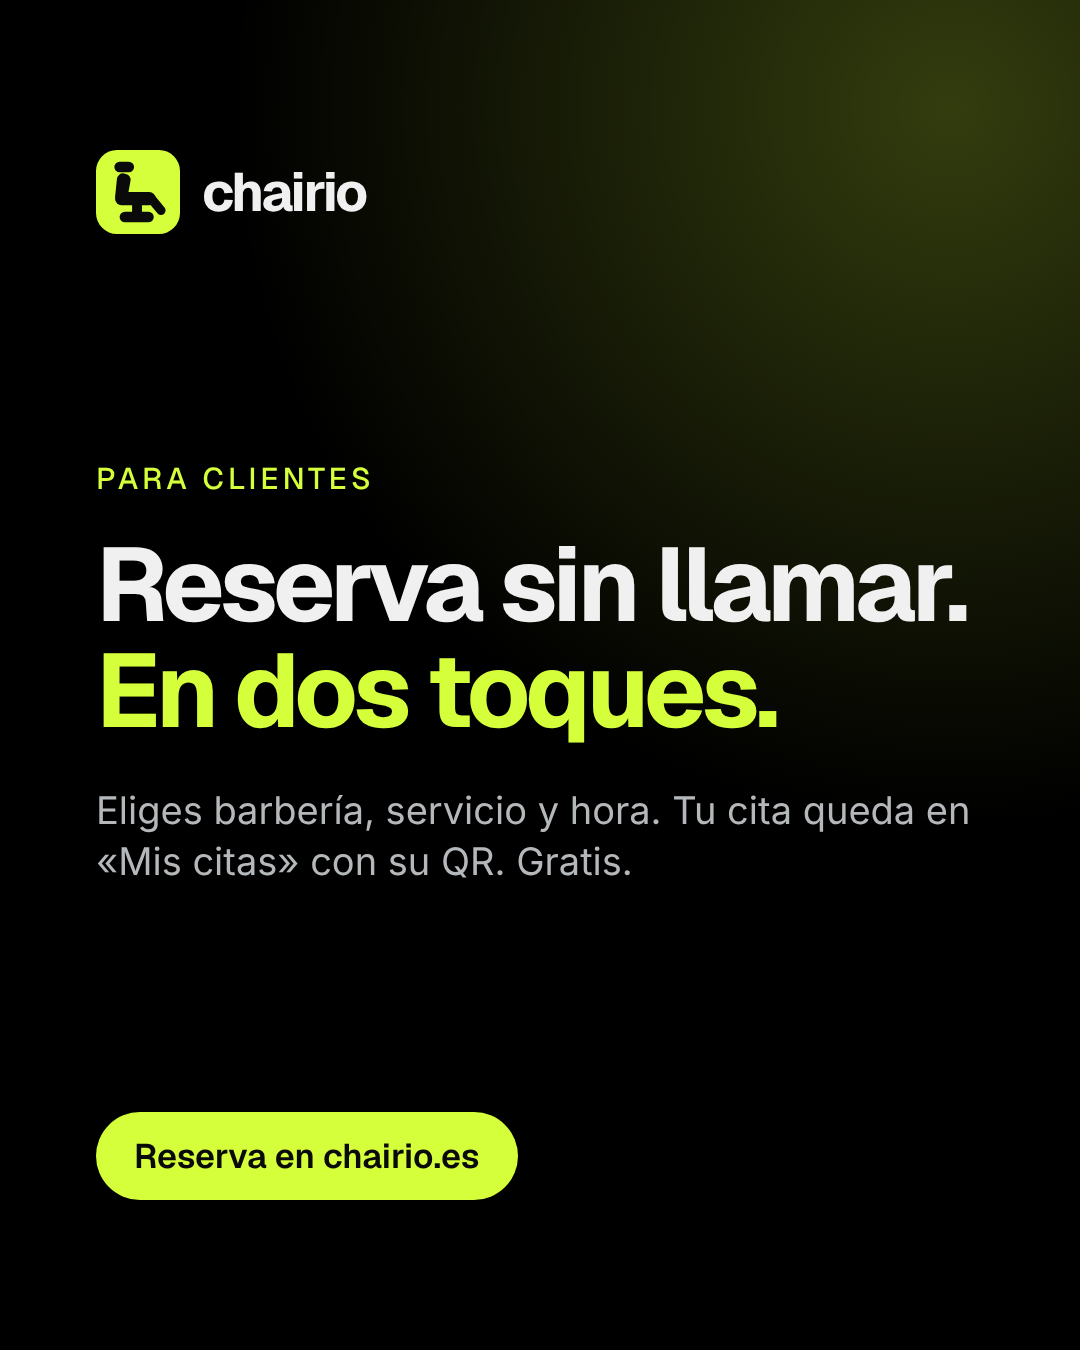 chairio
PARA CLIENTES
Reserva sin llamar.
En dos toques.
Eliges barbería, servicio y hora. Tu cita queda en
«Mis citas» con su QR. Gratis.
Reserva en chairio.es